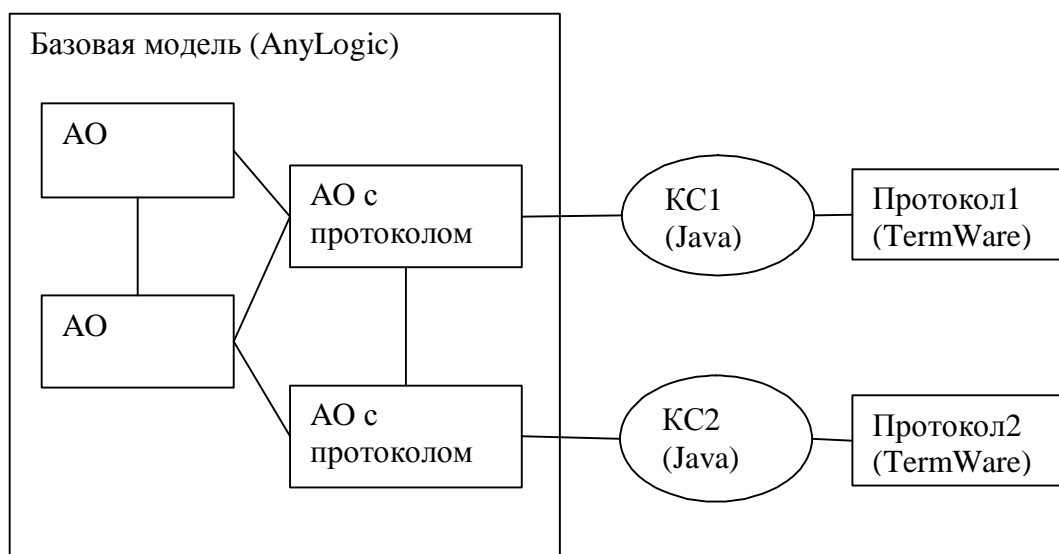 Базовая модель (AnyLogic)
АО
АО с
протоколом
КС1
(Java)
Протокол1
(TermWare)
АО
АО с
протоколом
КС2
(Java)
Протокол2
(TermWare)